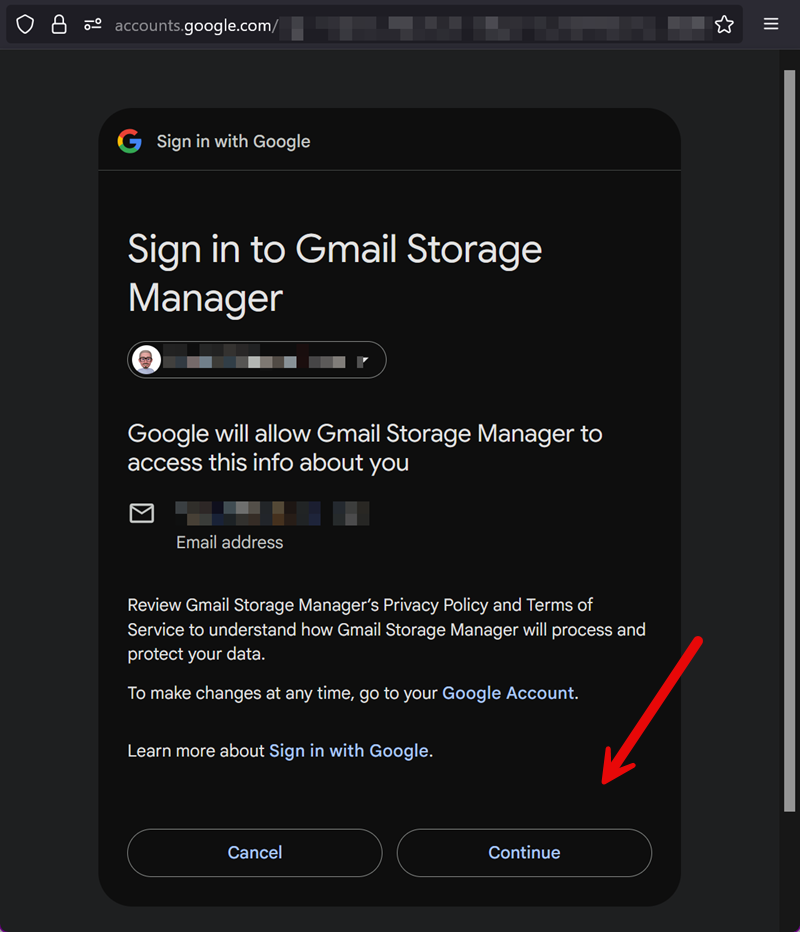 accounts.google.com/
Sign in with Google
Sign in to Gmail Storage
Manager
Google will allow Gmail Storage Manager to
access this info about you
Email address
Review Gmail Storage Manager’s Privacy Policy and Terms of
Service to understand how Gmail Storage Manager will process and
protect your data.
To make changes at any time, go to your Google Account.
Learn more about Sign in with Google.
Cancel
Continue